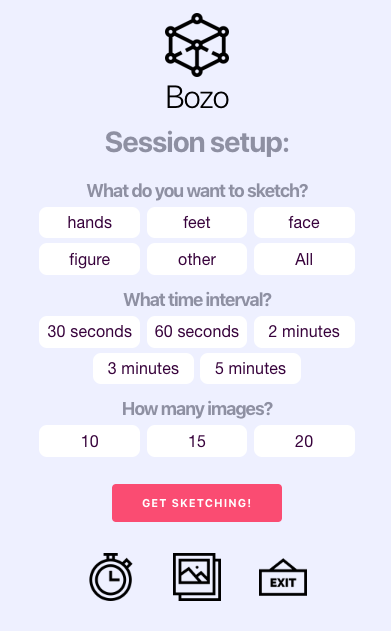 Bozo
Session setup:
What do you want to sketch?
hands feet face
figure other All
What time interval?
30 seconds 60 seconds 2 minutes
3 minutes 5 minutes
How many images?
10 15 20
GET SKETCHING!
EXIT